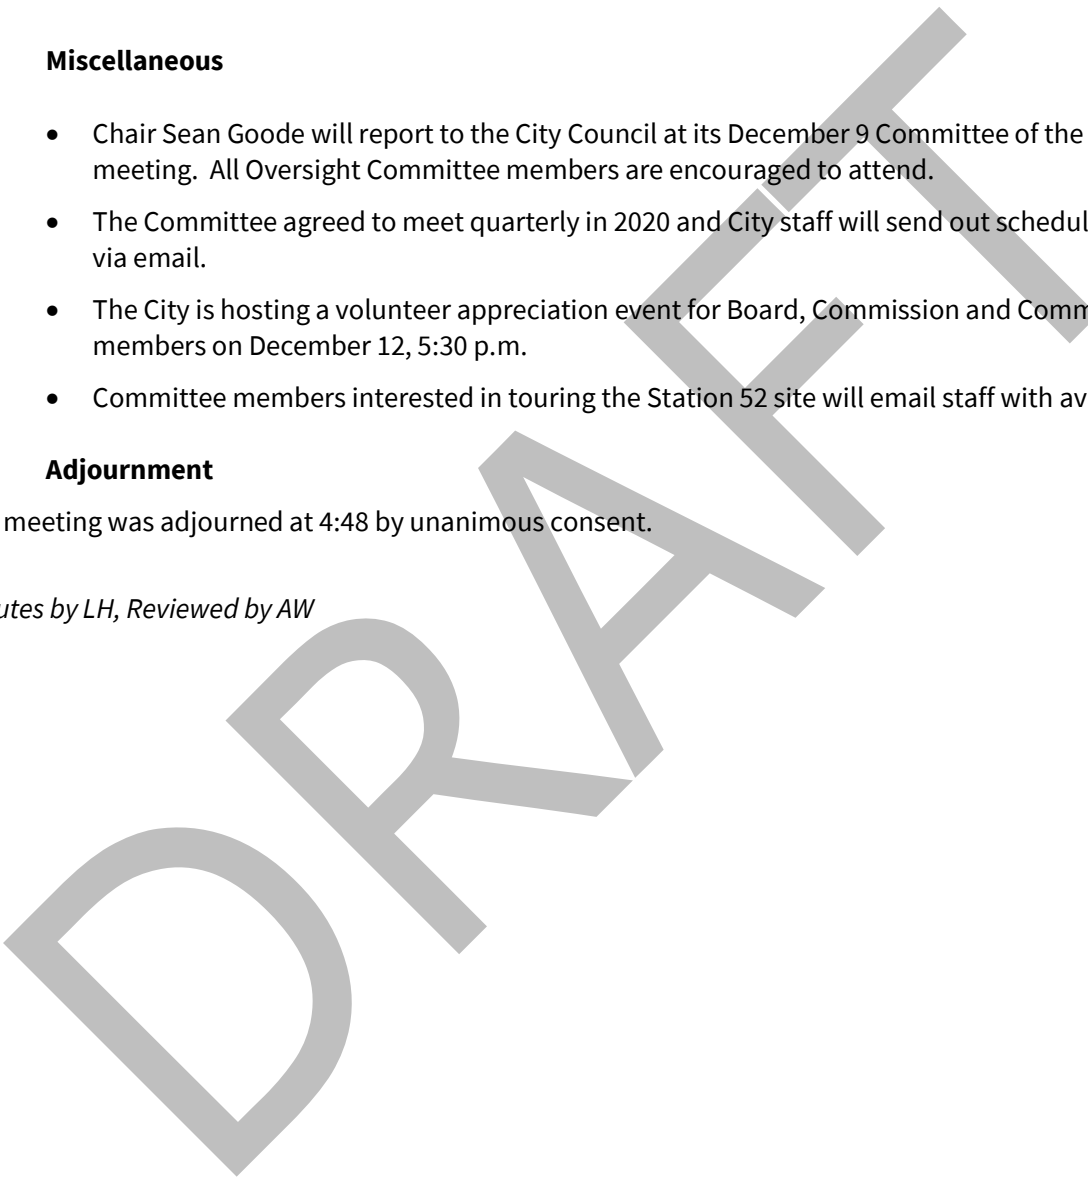 Miscellaneous
• Chair Sean Goode will report to the City Council at its December 9 Committee of the
meeting.  All Oversight Committee members are encouraged to attend.
• The Committee agreed to meet quarterly in 2020 and City staff will send out schedul
via email.
• The City is hosting a volunteer appreciation event for Board, Commission and Comm
members on December 12, 5:30 p.m.
• Committee members interested in touring the Station 52 site will email staff with av
Adjournment
meeting was adjourned at 4:48 by unanimous consent.
utes by LH, Reviewed by AW
DRAFT